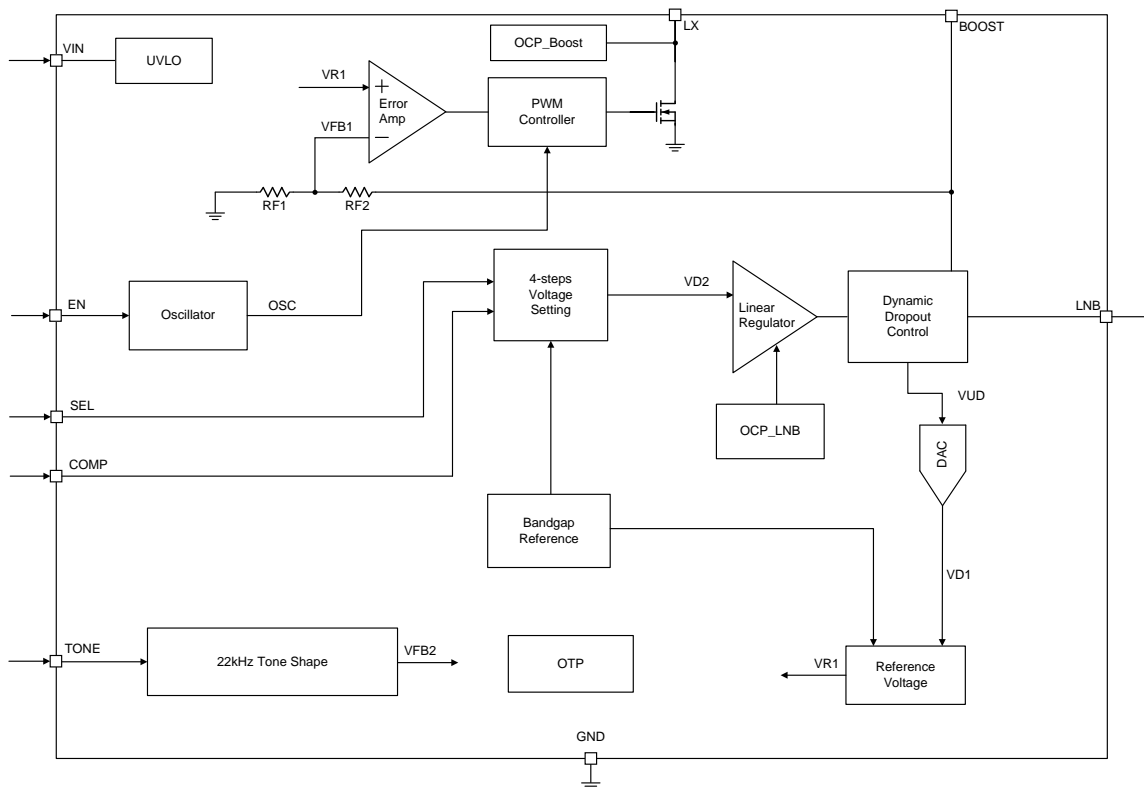 LX
BOOST
VIN
UVLO
OCP_Boost
VR1
Error
Amp
PWM
Controller
VFB1
RF1
RF2
EN
Oscillator
OSC
4-steps
Voltage
Setting
VD2
Linear
Regulator
Dynamic
Dropout
Control
LNB
SEL
VUD
OCP_LNB
DAC
COMP
Bandgap
Reference
VD1
TONE
22kHz Tone Shape
VFB2
OTP
VR1
Reference
Voltage
GND